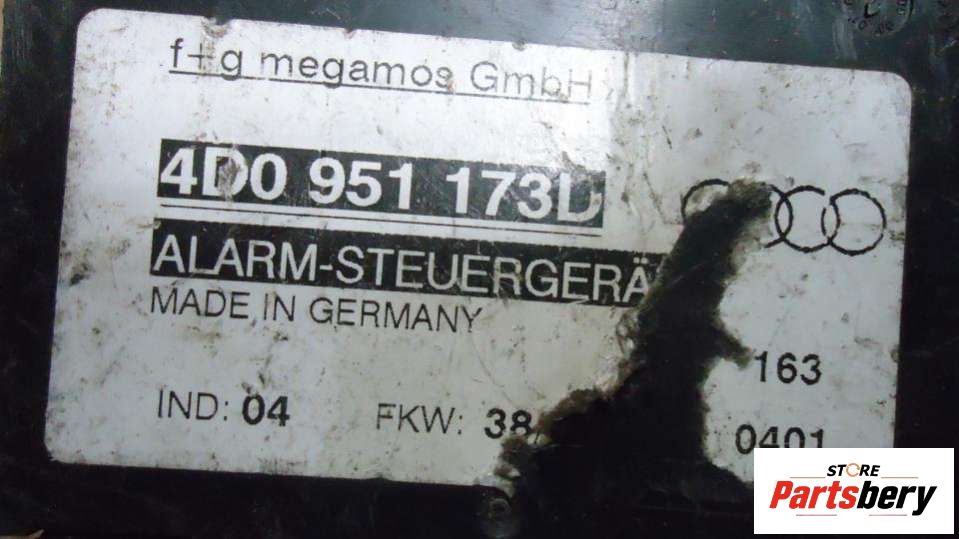 f+g megamos GmbH
4D0 951 173D
ALARM-STEUERGERÄ
MADE IN GERMANY
163
IND: 04 FKW: 38/
0401
STORE
Partsbery